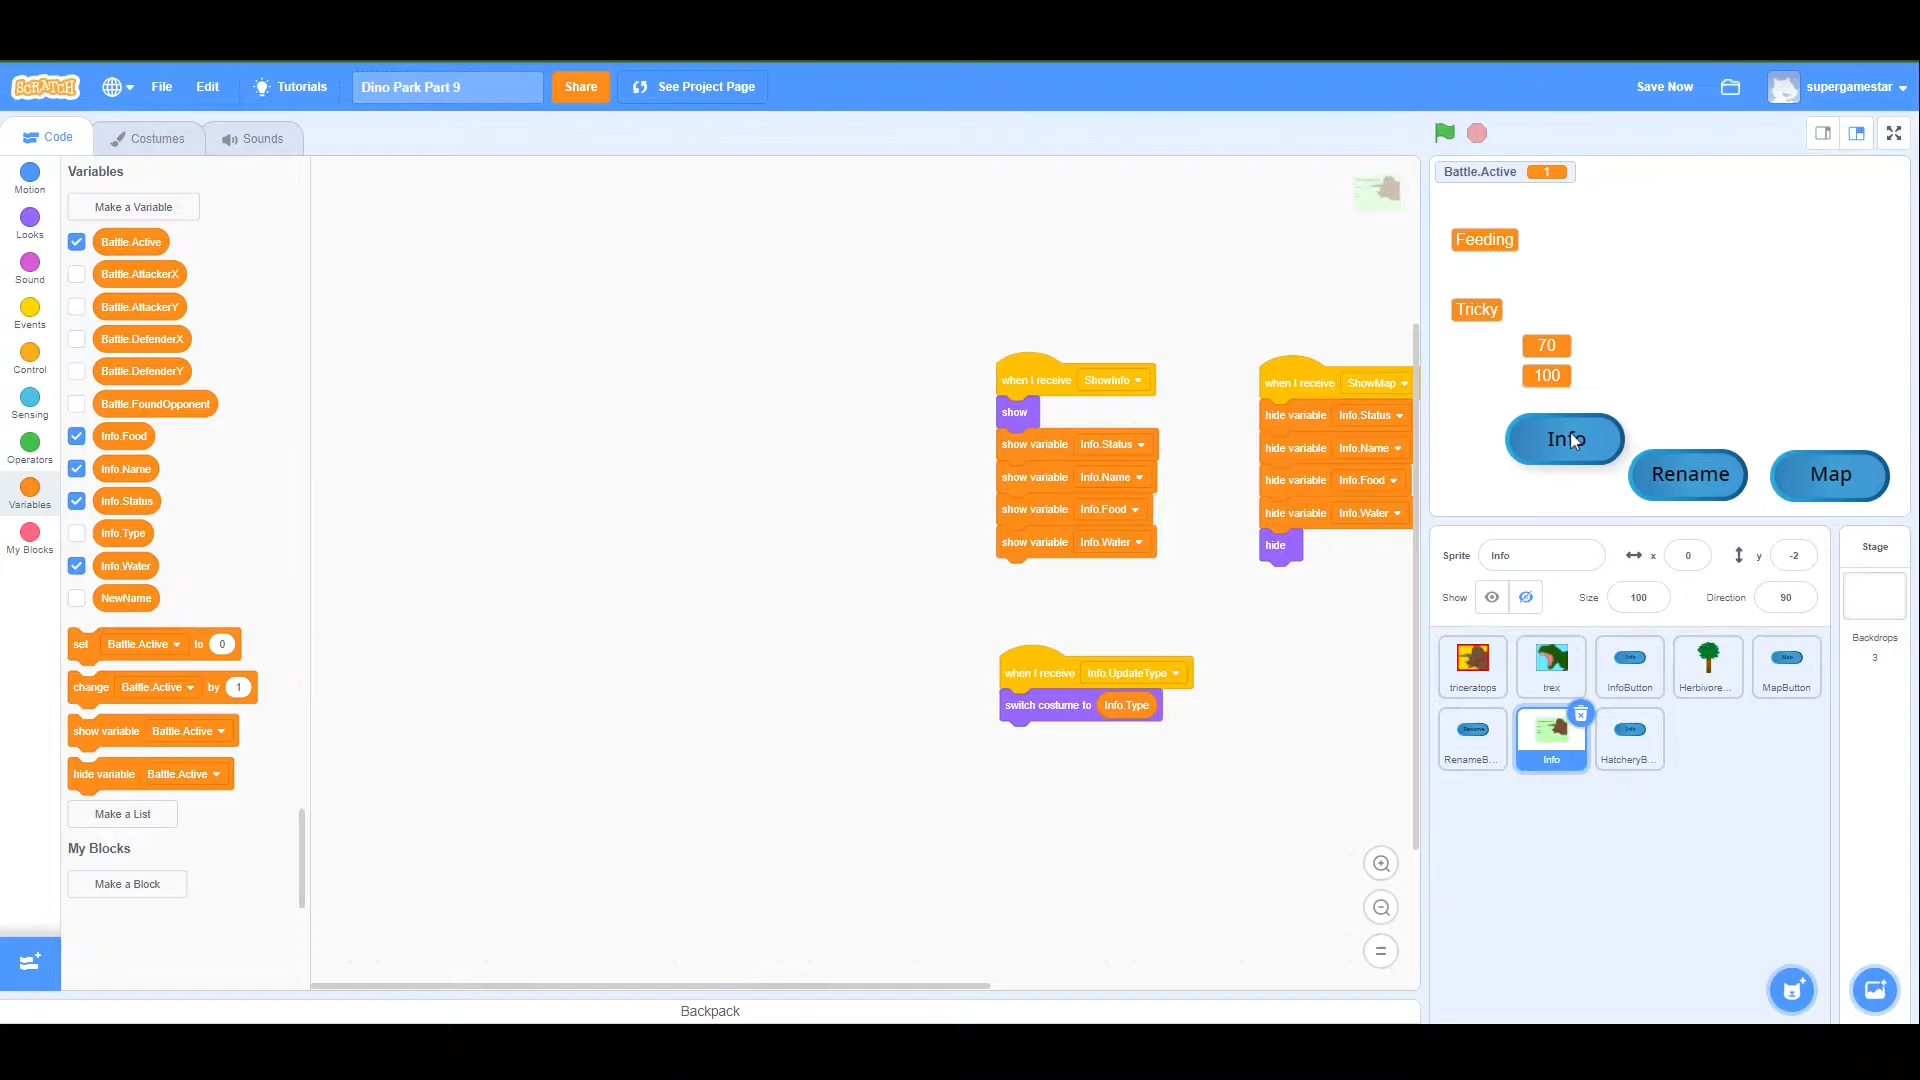 SCRATCH File Edit Tutorials Dino Park Part 9 Share See Project Page Save Now supergamestar
Code Costumes Sounds
Motion
Looks
Sound
Events
Control
Sensing
Operators
Variables
My Blocks
Variables
Make a Variable
Battle.Active
Battle.AttackerX
Battle.AttackerY
Battle.DefenderX
Battle.DefenderY
Battle.FoundOpponent
Info.Food
Info.Name
Info.Status
Info.Type
Info.Water
NewName
set Battle.Active to 0
change Battle.Active by 1
show variable Battle.Active
hide variable Battle.Active
Make a List
My Blocks
Make a Block
when I receive ShowInfo
show
show variable Info.Status
show variable Info.Name
show variable Info.Food
show variable Info.Water
when I receive ShowMap
hide variable Info.Status
hide variable Info.Name
hide variable Info.Food
hide variable Info.Water
hide
when I receive Info.UpdateType
switch costume to Info.Type
Backpack
Battle.Active 1
Feeding
Tricky
70
100
Info
Rename
Map
Sprite Info x 0 y -2
Show Size 100 Direction 90
triceratops
trex
InfoButton
Herbivore...
MapButton
RenameB...
Info
HatcheryB...
Stage
Backdrops
3